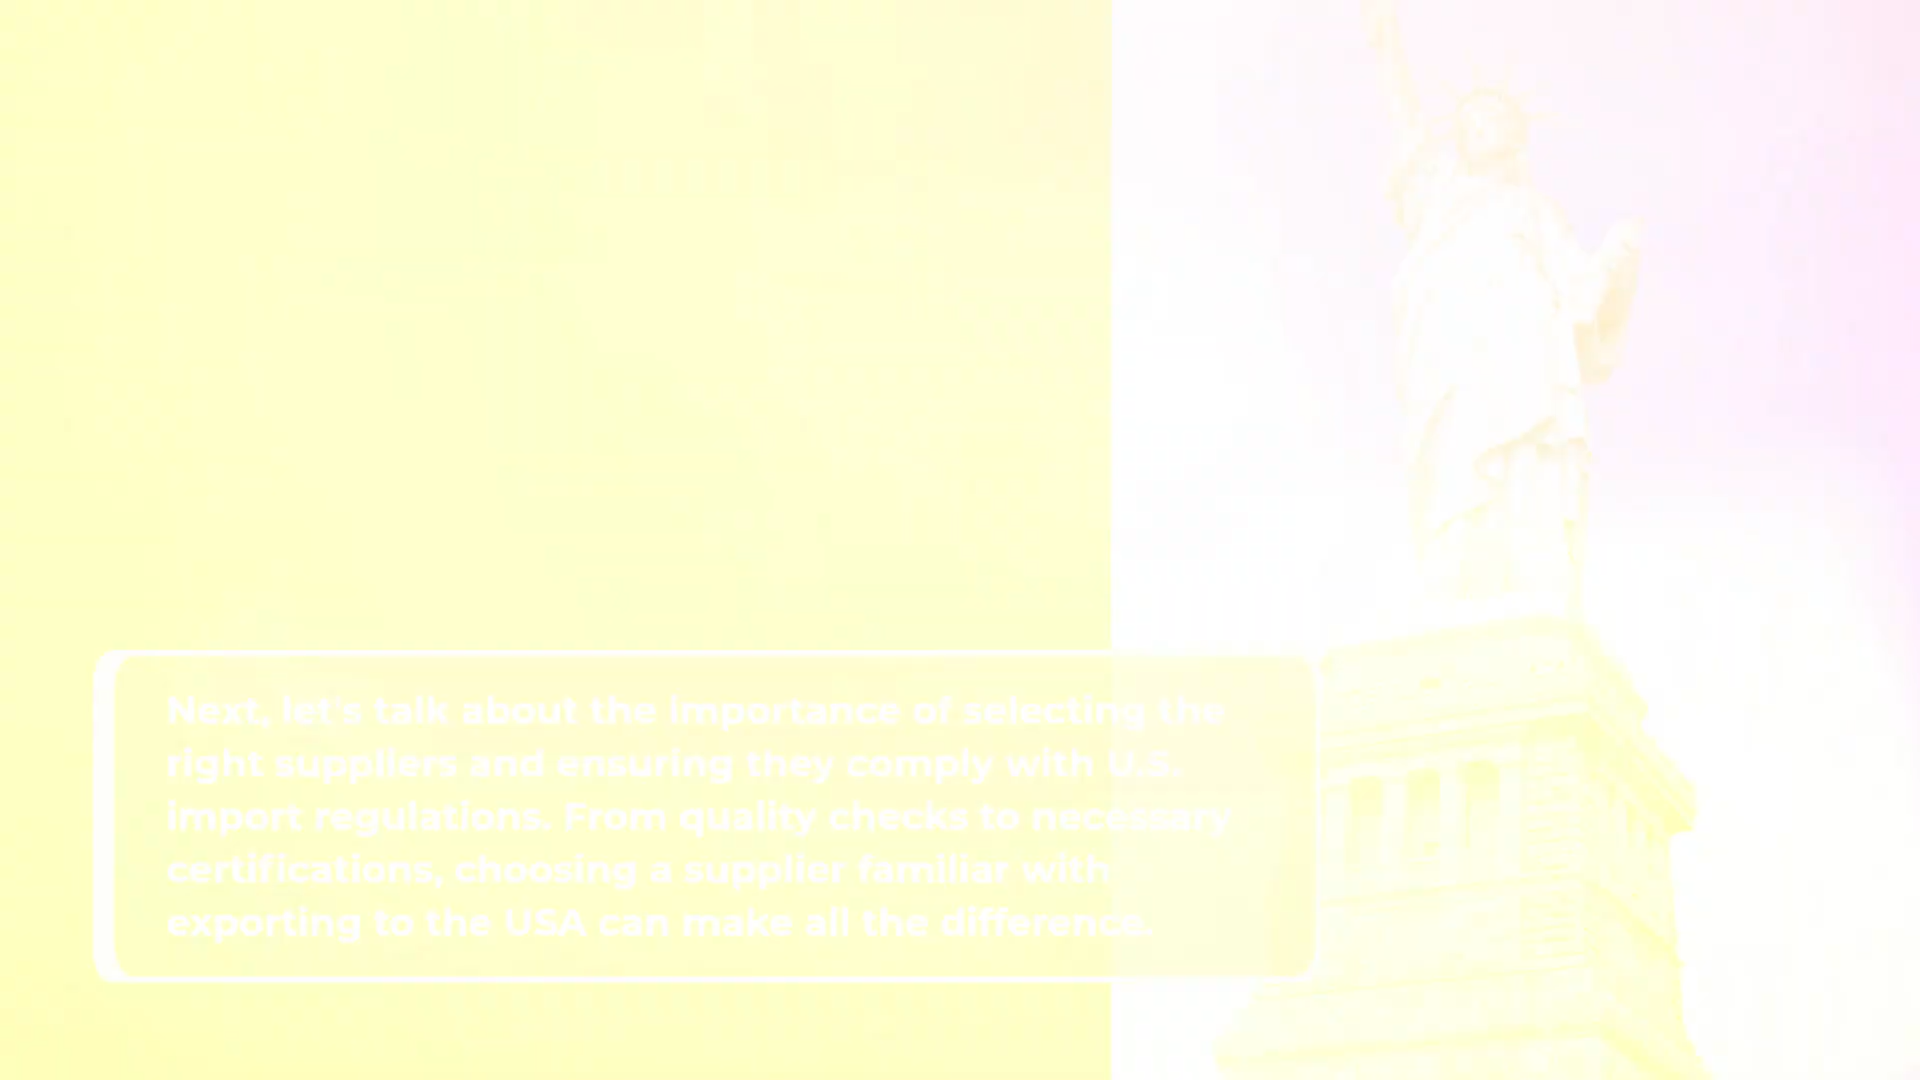 Next, let's talk about the importance of selecting the
right suppliers and ensuring they comply with U.S.
import regulations. From quality checks to necessary
certifications, choosing a supplier familiar with
exporting to the USA can make all the difference.